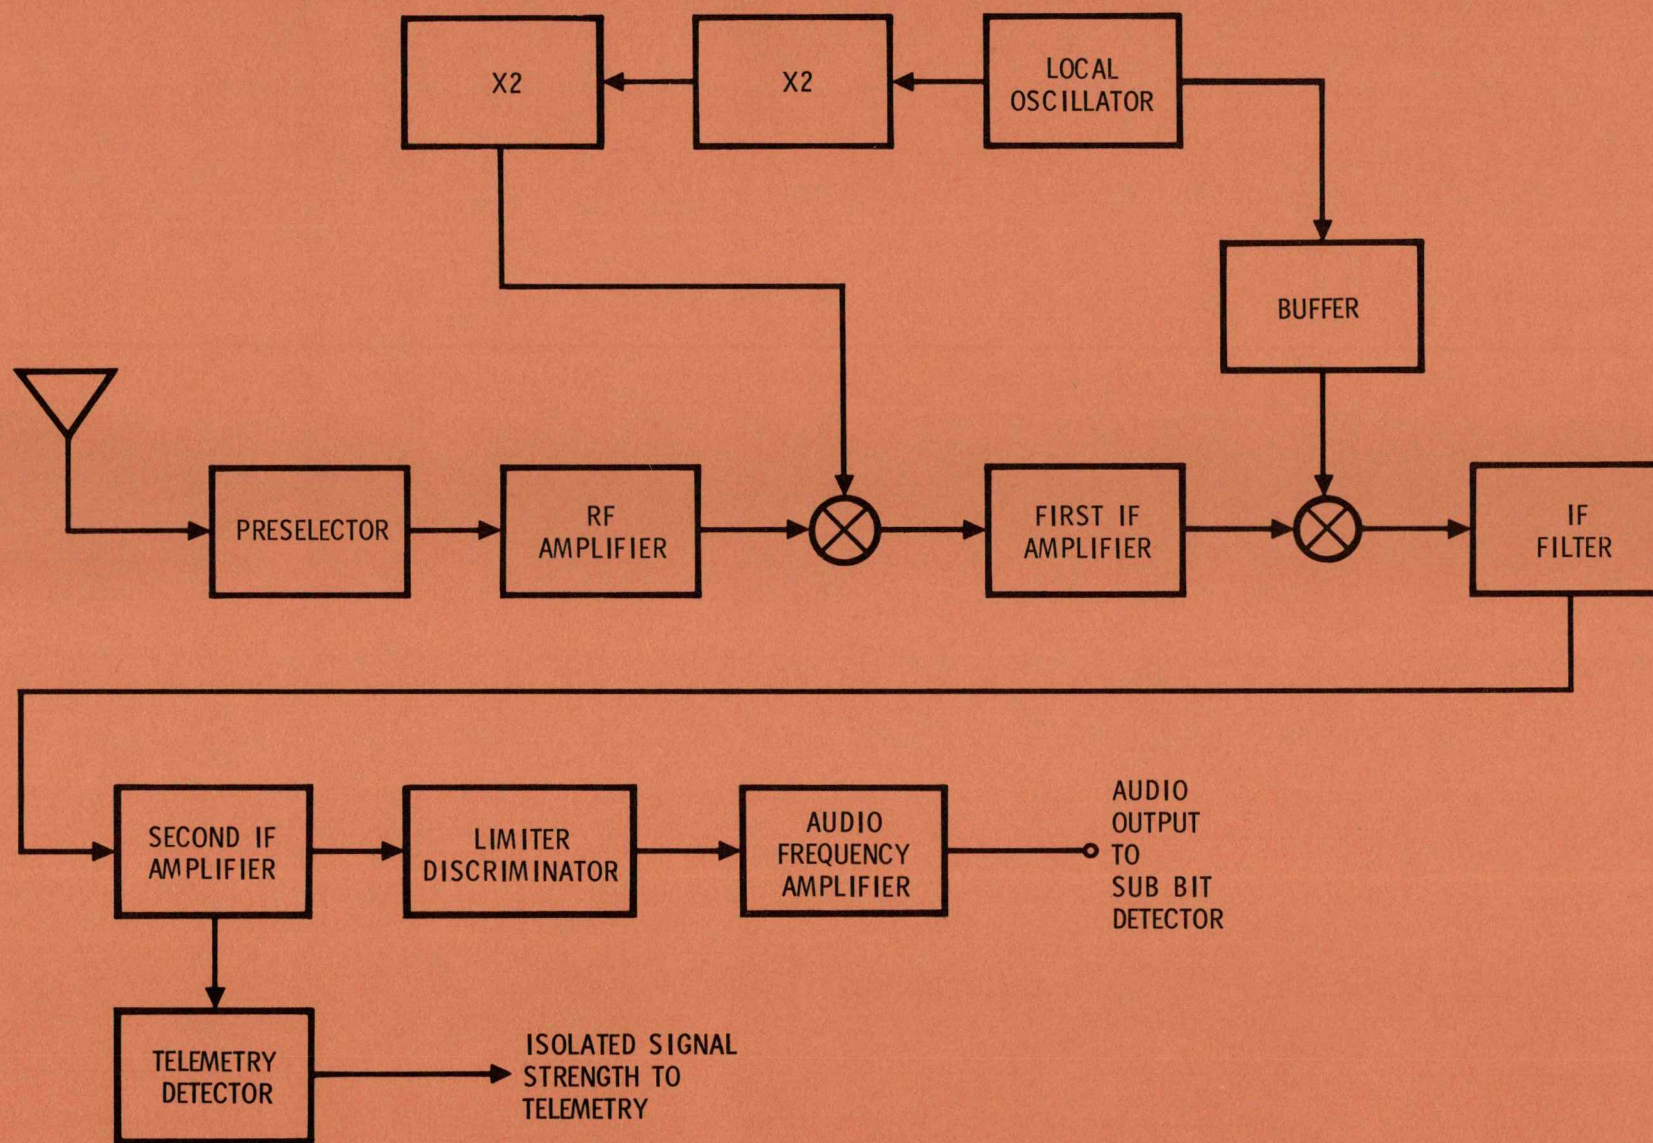 X2
X2
LOCAL
OSCILLATOR
BUFFER
PRESELECTOR
RF
AMPLIFIER
FIRST IF
AMPLIFIER
IF
FILTER
SECOND IF
AMPLIFIER
LIMITER
DISCRIMINATOR
AUDIO
FREQUENCY
AMPLIFIER
AUDIO
OUTPUT
TO
SUB BIT
DETECTOR
TELEMETRY
DETECTOR
ISOLATED SIGNAL
STRENGTH TO
TELEMETRY